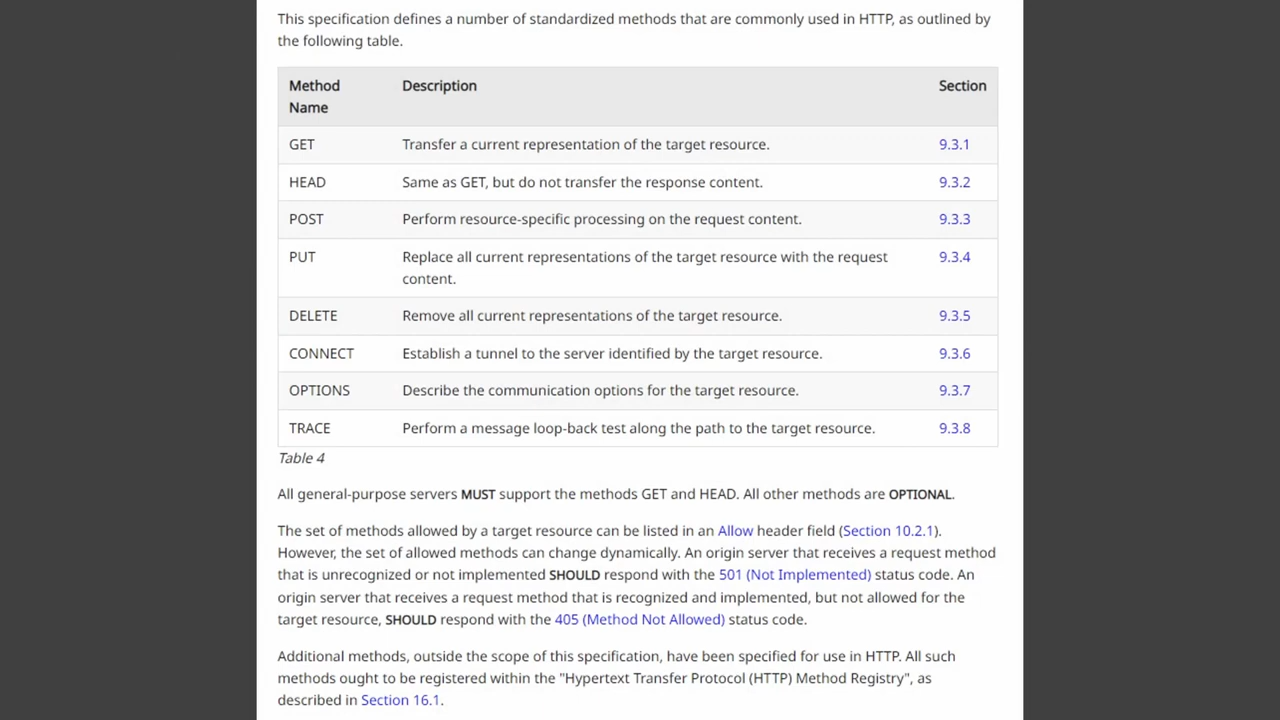 This specification defines a number of standardized methods that are commonly used in HTTP, as outlined by
the following table.
Method Name Description Section
GET Transfer a current representation of the target resource. 9.3.1
HEAD Same as GET, but do not transfer the response content. 9.3.2
POST Perform resource-specific processing on the request content. 9.3.3
PUT Replace all current representations of the target resource with the request 9.3.4
content.
DELETE Remove all current representations of the target resource. 9.3.5
CONNECT Establish a tunnel to the server identified by the target resource. 9.3.6
OPTIONS Describe the communication options for the target resource. 9.3.7
TRACE Perform a message loop-back test along the path to the target resource. 9.3.8
Table 4
All general-purpose servers MUST support the methods GET and HEAD. All other methods are OPTIONAL.
The set of methods allowed by a target resource can be listed in an Allow header field (Section 10.2.1).
However, the set of allowed methods can change dynamically. An origin server that receives a request method
that is unrecognized or not implemented SHOULD respond with the 501 (Not Implemented) status code. An
origin server that receives a request method that is recognized and implemented, but not allowed for the
target resource, SHOULD respond with the 405 (Method Not Allowed) status code.
Additional methods, outside the scope of this specification, have been specified for use in HTTP. All such
methods ought to be registered within the "Hypertext Transfer Protocol (HTTP) Method Registry", as
described in Section 16.1.